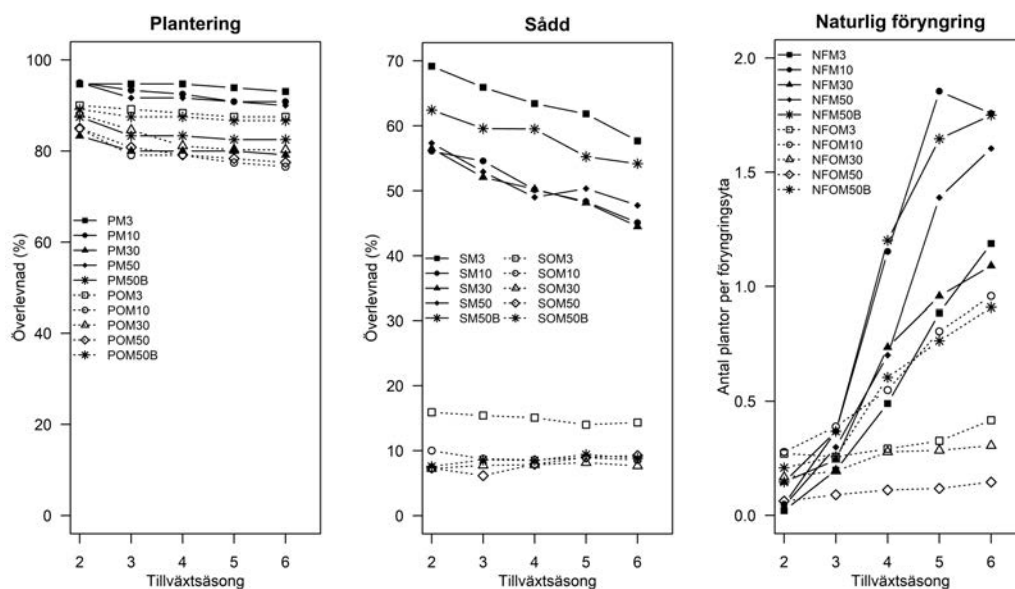 Plantering
Överlevnad (%)
100
80
60
40
20
0
PM3
PM10
PM30
PM50
PM50B
POM3
POM10
POM30
POM50
POM50B
2 3 4 5 6
Tillväxtsäsong
Sådd
Överlevnad (%)
70
60
50
40
30
20
10
0
SM3 SOM3
SM10 SOM10
SM30 SOM30
SM50 SOM50
SM50B SOM50B
2 3 4 5 6
Tillväxtsäsong
Naturlig föryngring
Antal plantor per föryngringsyta
2.0
1.5
1.0
0.5
0.0
NFM3
NFM10
NFM30
NFM50
NFM50B
NFOM3
NFOM10
NFOM30
NFOM50
NFOM50B
2 3 4 5 6
Tillväxtsäsong